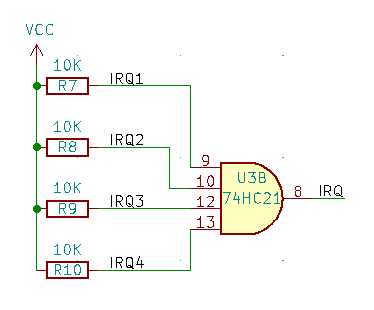 VCC
10K
R7
IRQ1
10K
R8
IRQ2
9
10
U3B
10K
R9
IRQ3
12
74HC21
8
IRQ
13
10K
R10
IRQ4